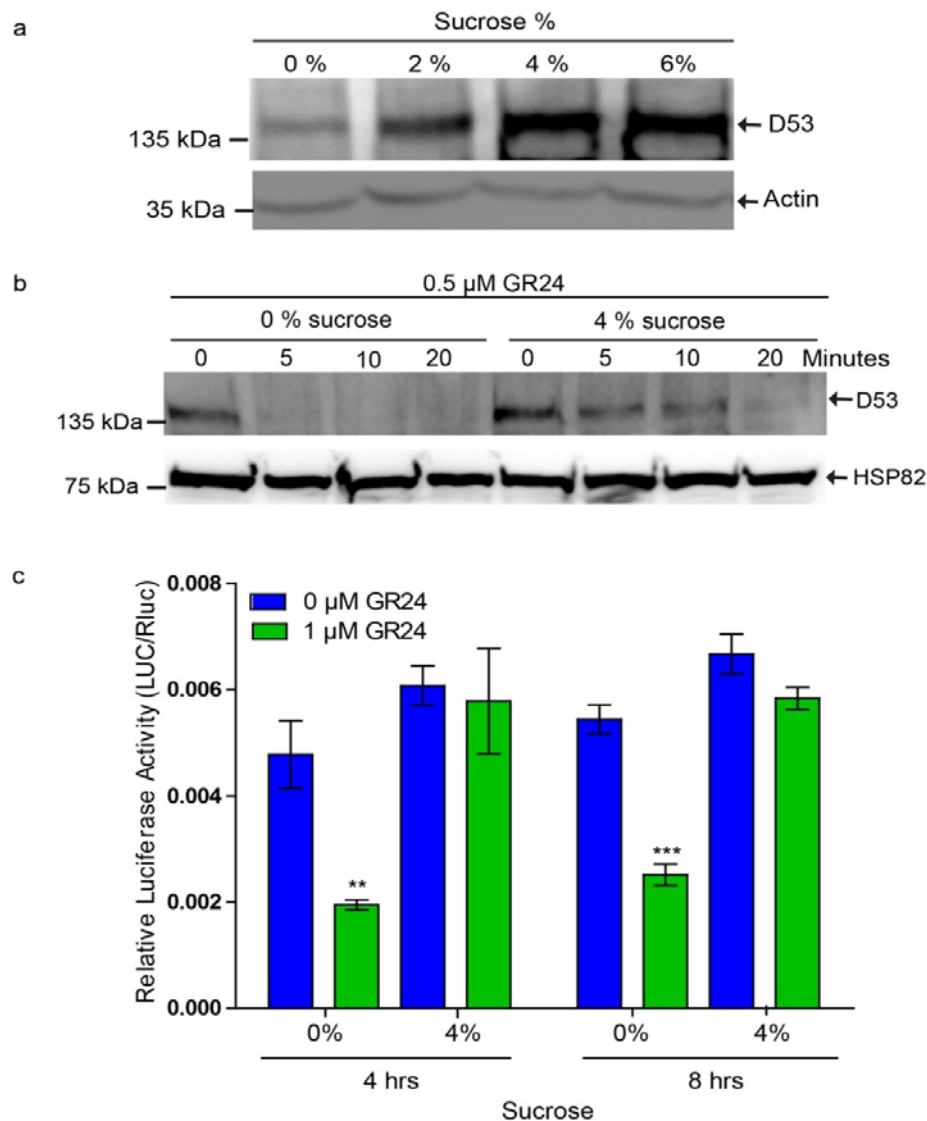 a
Sucrose %
0 % 2 % 4 % 6%
135 kDa
D53
35 kDa
Actin
b
0.5 µM GR24
0 % sucrose 4 % sucrose
0 5 10 20 0 5 10 20 Minutes
135 kDa
D53
75 kDa
HSP82
c
Relative Luciferase Activity (LUC/Rluc)
0.008
0.006
0.004
0.002
0.000
0 µM GR24
1 µM GR24
** ***
0% 4% 0% 4%
4 hrs 8 hrs
Sucrose